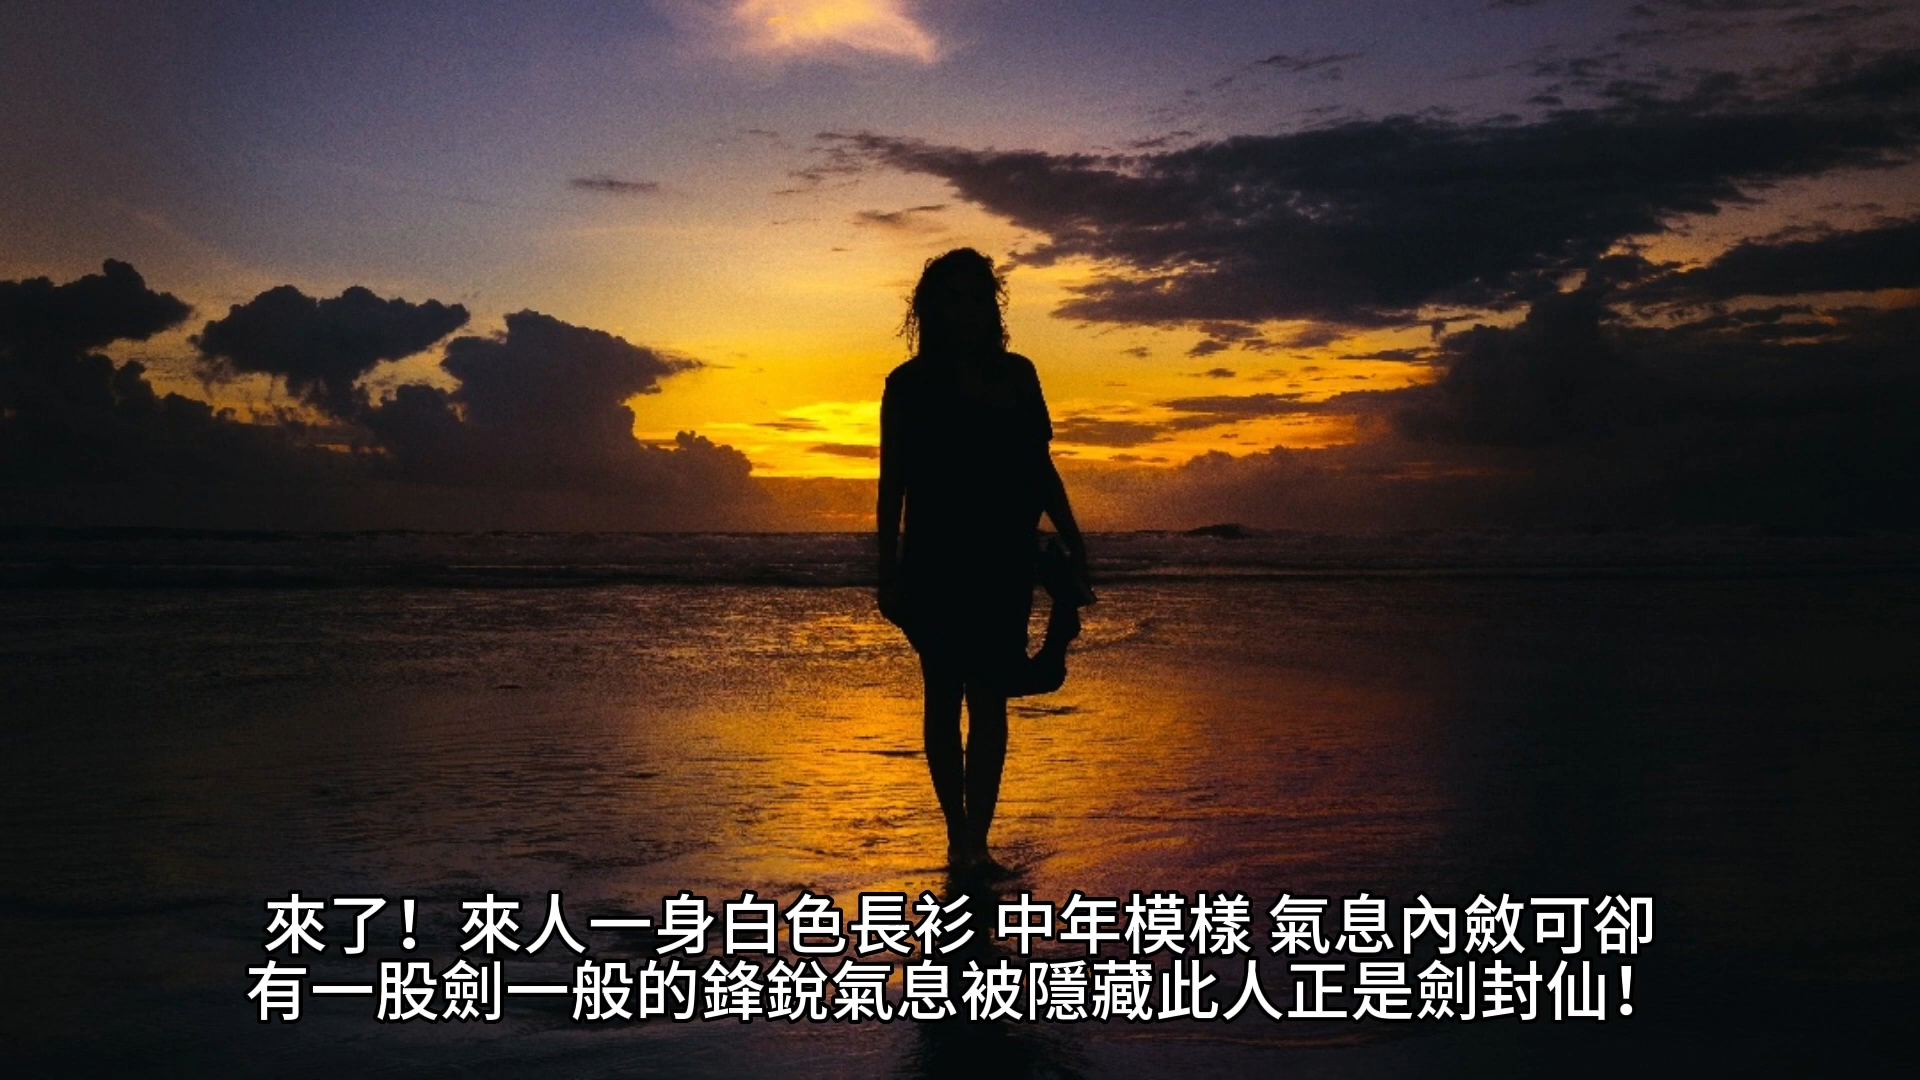 來了！來人一身白色長衫 中年模樣 氣息內斂可卻
有一股劍一般的鋒銳氣息被隱藏此人正是劍封仙！